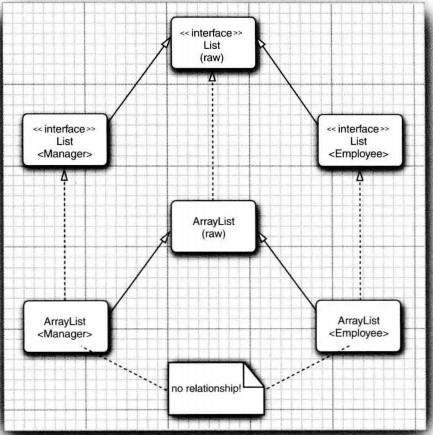 << interface>>
List
(raw)
<< interface >>
List
<Manager>
<< interface >>
List
<Employee>
ArrayList
(raw)
ArrayList
<Manager>
ArrayList
<Employee>
no relationship!